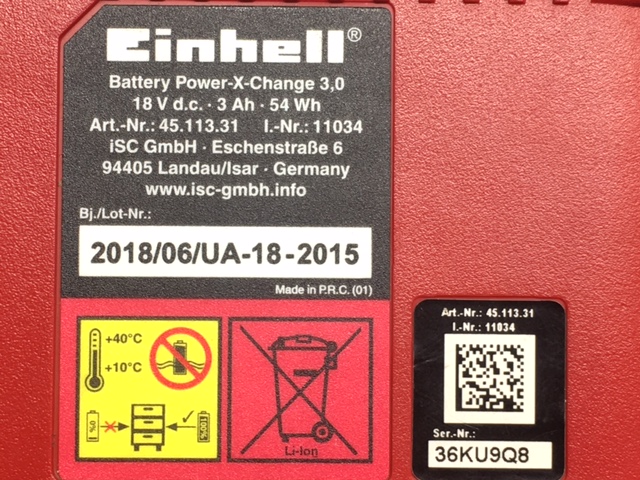 Einhell®
Battery Power-X-Change 3,0
18 V d.c. · 3 Ah · 54 Wh
Art.-Nr.: 45.113.31 I.-Nr.: 11034
iSC GmbH · Eschenstraße 6
94405 Landau/Isar · Germany
www.isc-gmbh.info
Bj./Lot-Nr.:
2018/06/UA-18-2015
Made in P.R.C. (01)
+40°C
+10°C
0%
100%
Li-Ion
Art.-Nr.: 45.113.31
I.-Nr.: 11034
Ser.-Nr.:
36KU9Q8